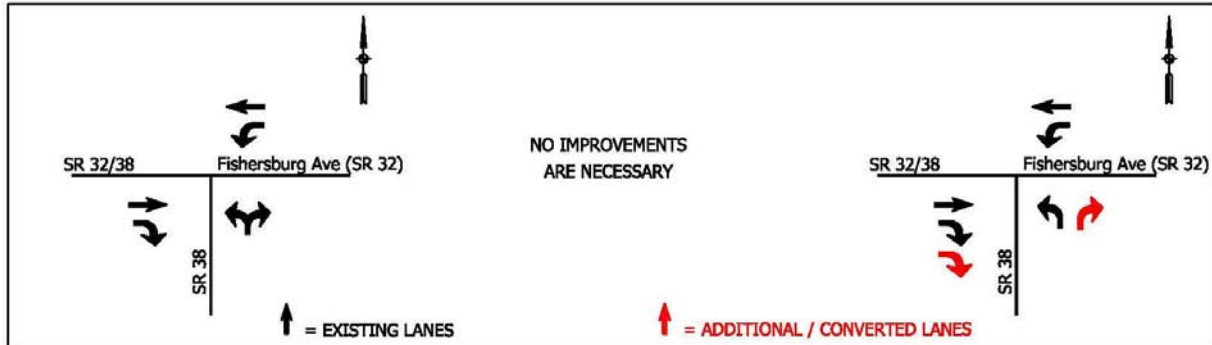 SR 32/38
Fishersburg Ave (SR 32)
SR 38
NO IMPROVEMENTS
ARE NECESSARY
SR 32/38
Fishersburg Ave (SR 32)
SR 38
= EXISTING LANES
= ADDITIONAL / CONVERTED LANES